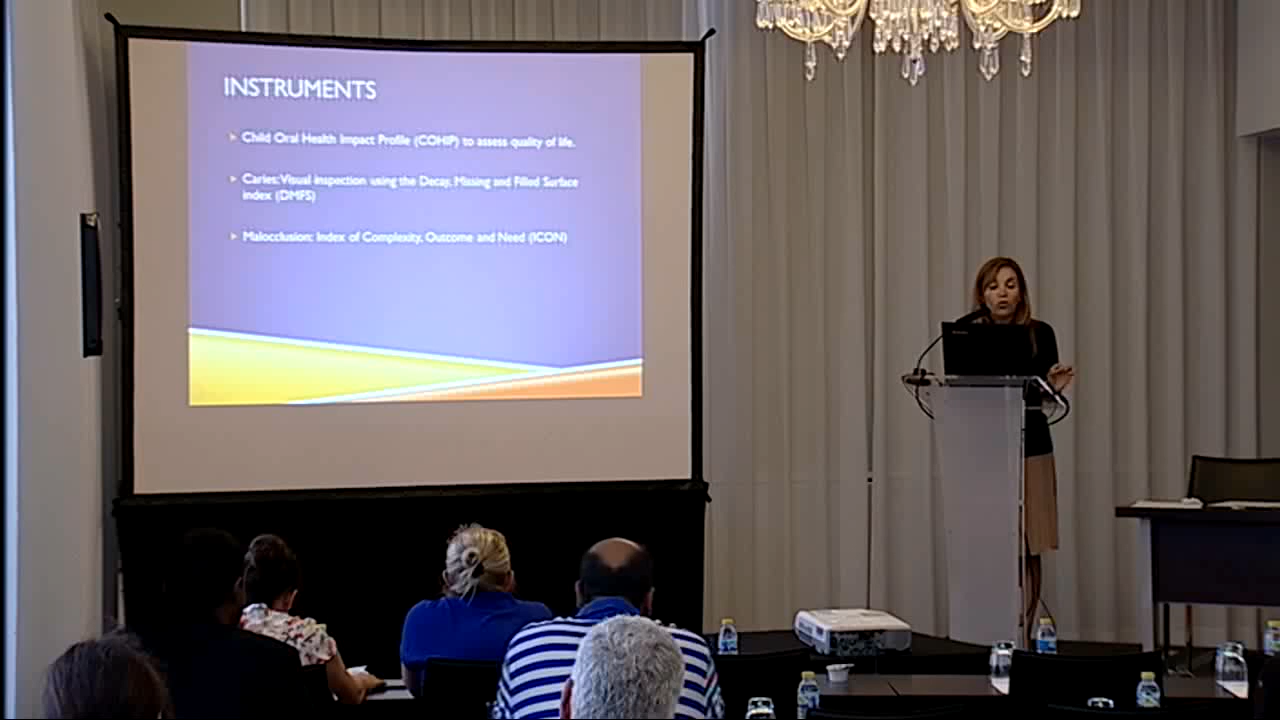 INSTRUMENTS
Child Oral Health Impact Profile (COHIP) to assess quality of life.
Caries: Visual inspection using the Decay, Missing and Filled Surface
index (DMFS)
Malocclusion: Index of Complexity, Outcome and Need (ICON)